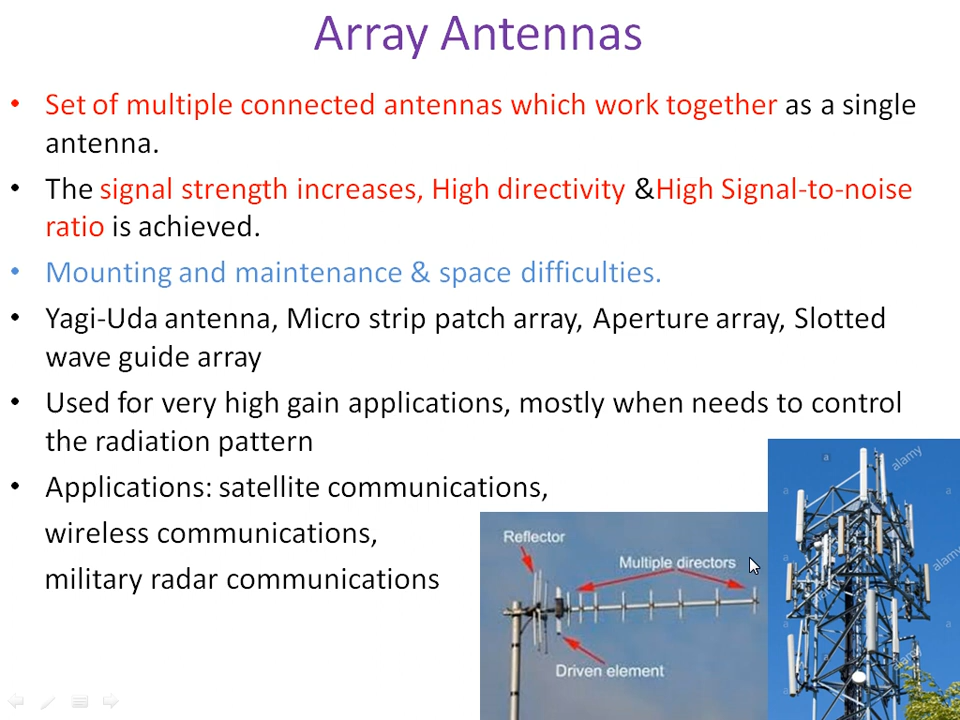 Array Antennas
• Set of multiple connected antennas which work together as a single
antenna.
• The signal strength increases, High directivity &High Signal-to-noise
ratio is achieved.
• Mounting and maintenance & space difficulties.
• Yagi-Uda antenna, Micro strip patch array, Aperture array, Slotted
wave guide array
• Used for very high gain applications, mostly when needs to control
the radiation pattern
• Applications: satellite communications,
wireless communications,
military radar communications
Reflector
Multiple directors
Driven element
a
alamy
a
a
a
alamy
a
a
alamy
a